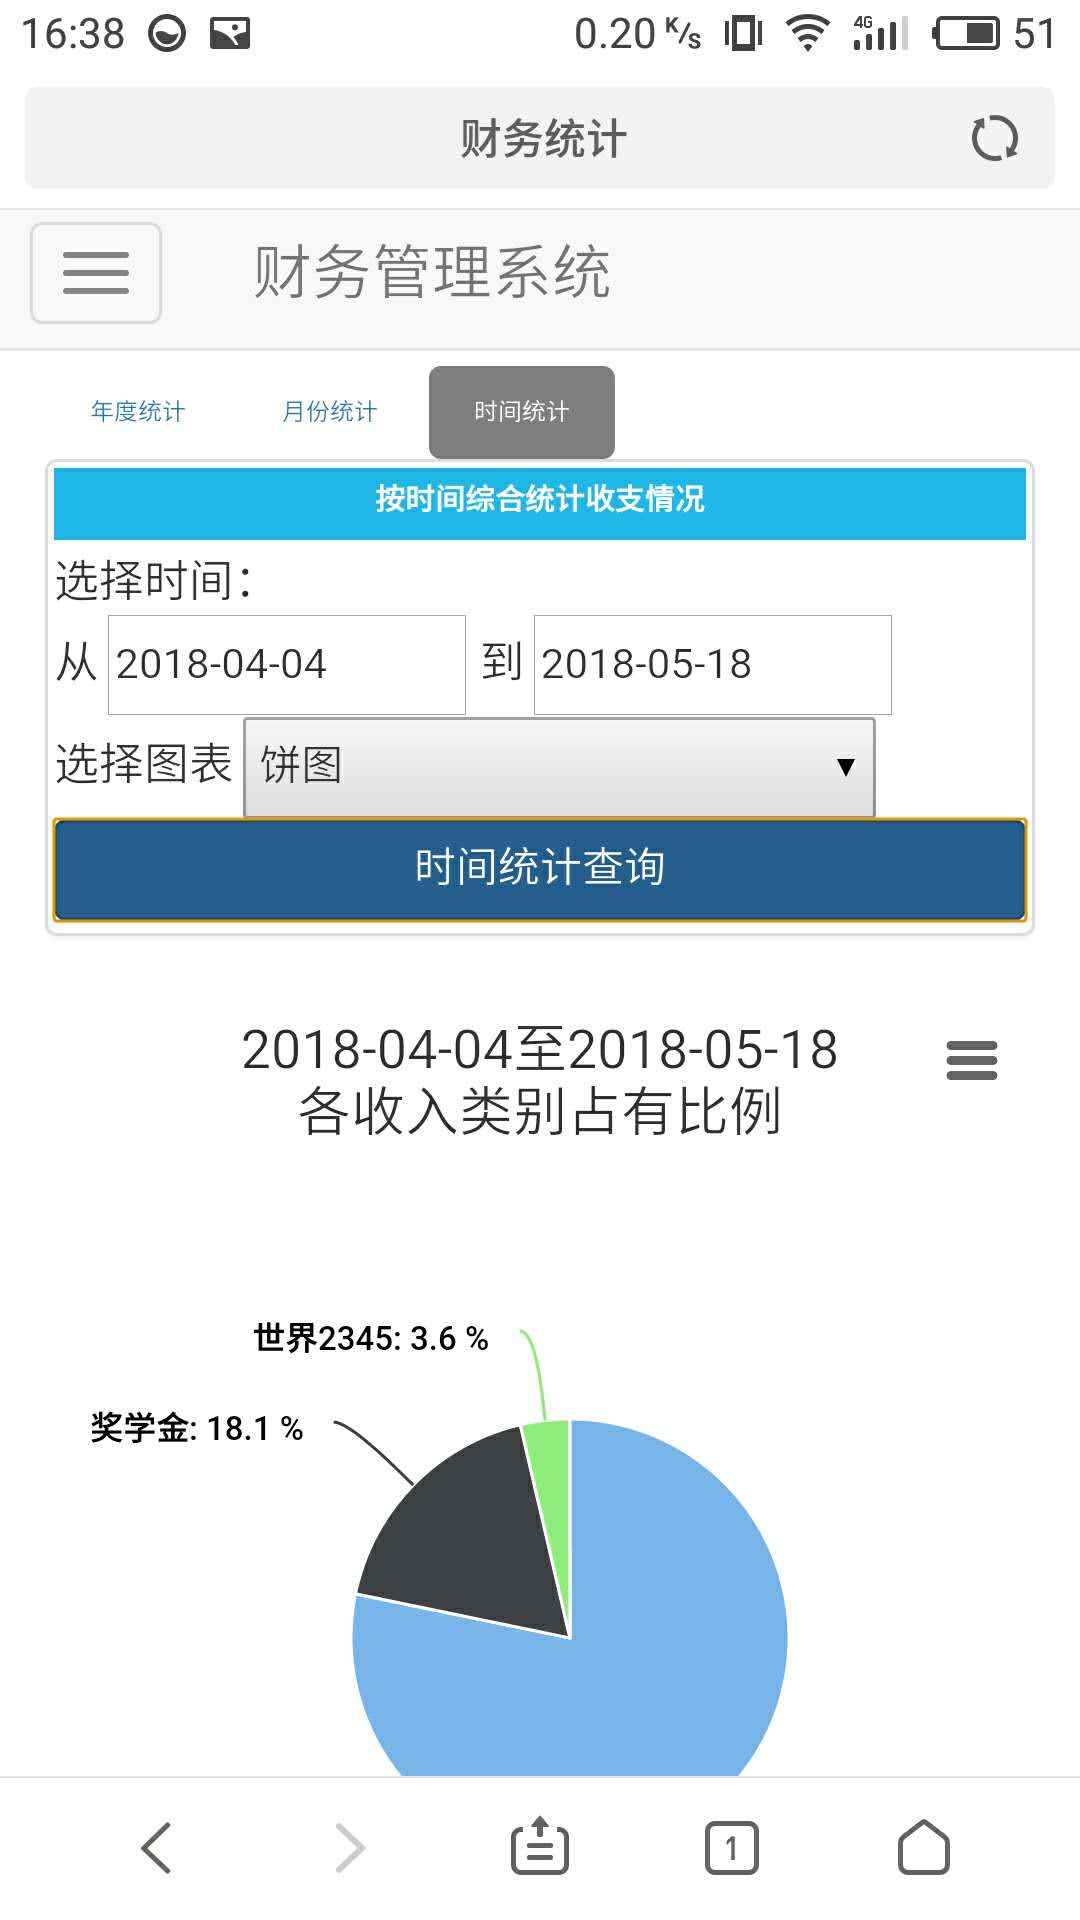 16:38 0.20 K/s 4G 51
财务统计
财务管理系统
年度统计 月份统计 时间统计
按时间综合统计收支情况
选择时间：
从 2018-04-04 到 2018-05-18
选择图表 饼图
时间统计查询
2018-04-04至2018-05-18
各收入类别占有比例
世界2345: 3.6 %
奖学金: 18.1 %
1